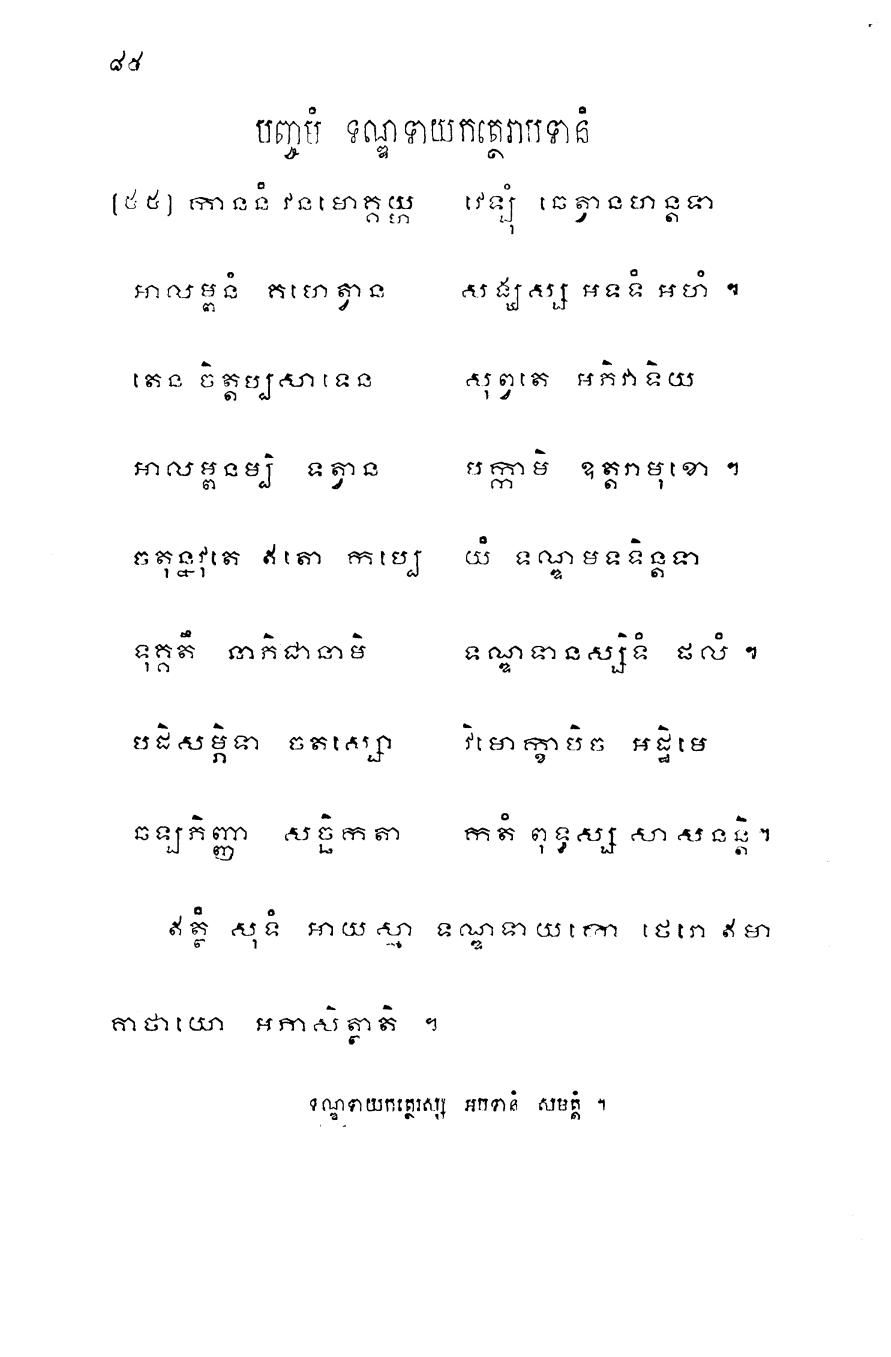 ៨៥
បញ្ចមំ ទណ្ឌទាយកត្ថេរាបទានំ
(៥៥) កាននំ វនមោគ្គយ្ហ វេឡុំ ឆេត្វានហន្តទា
អាលម្ពនំ កហេត្វាន សង្ឃស្ស អទទំ អហំ ។
តេន ចិត្តប្បសាទេន សុព្វតេ អភិវាទិយ
អាលម្ពនម្បិ ទត្វាន បក្កាមិ ឧត្តរាមុខោ ។
ចតុន្នវុតេ ឥតោ កប្បេ យំ ទណ្ឌមទទិន្តទា
ទុគ្គតឹ នាភិជានាមិ ទណ្ឌទានស្សិទំ ផលំ ។
បដិសម្ភិទា ចតស្សោ វិមោក្ខាបិច អដ្ឋិមេ
ឆឡភិញ្ញា សច្ឆិកតា កតំ ពុទ្ធស្ស សាសនន្តិ ។
ឥត្ថំ សុទំ អាយស្មា ទណ្ឌទាយកោ ថេរោ ឥមា
គាថាយោ អភាសិត្ថាតិ ។
ទណ្ឌទាយកត្ថេរស្ស អបទានំ សមត្តំ ។